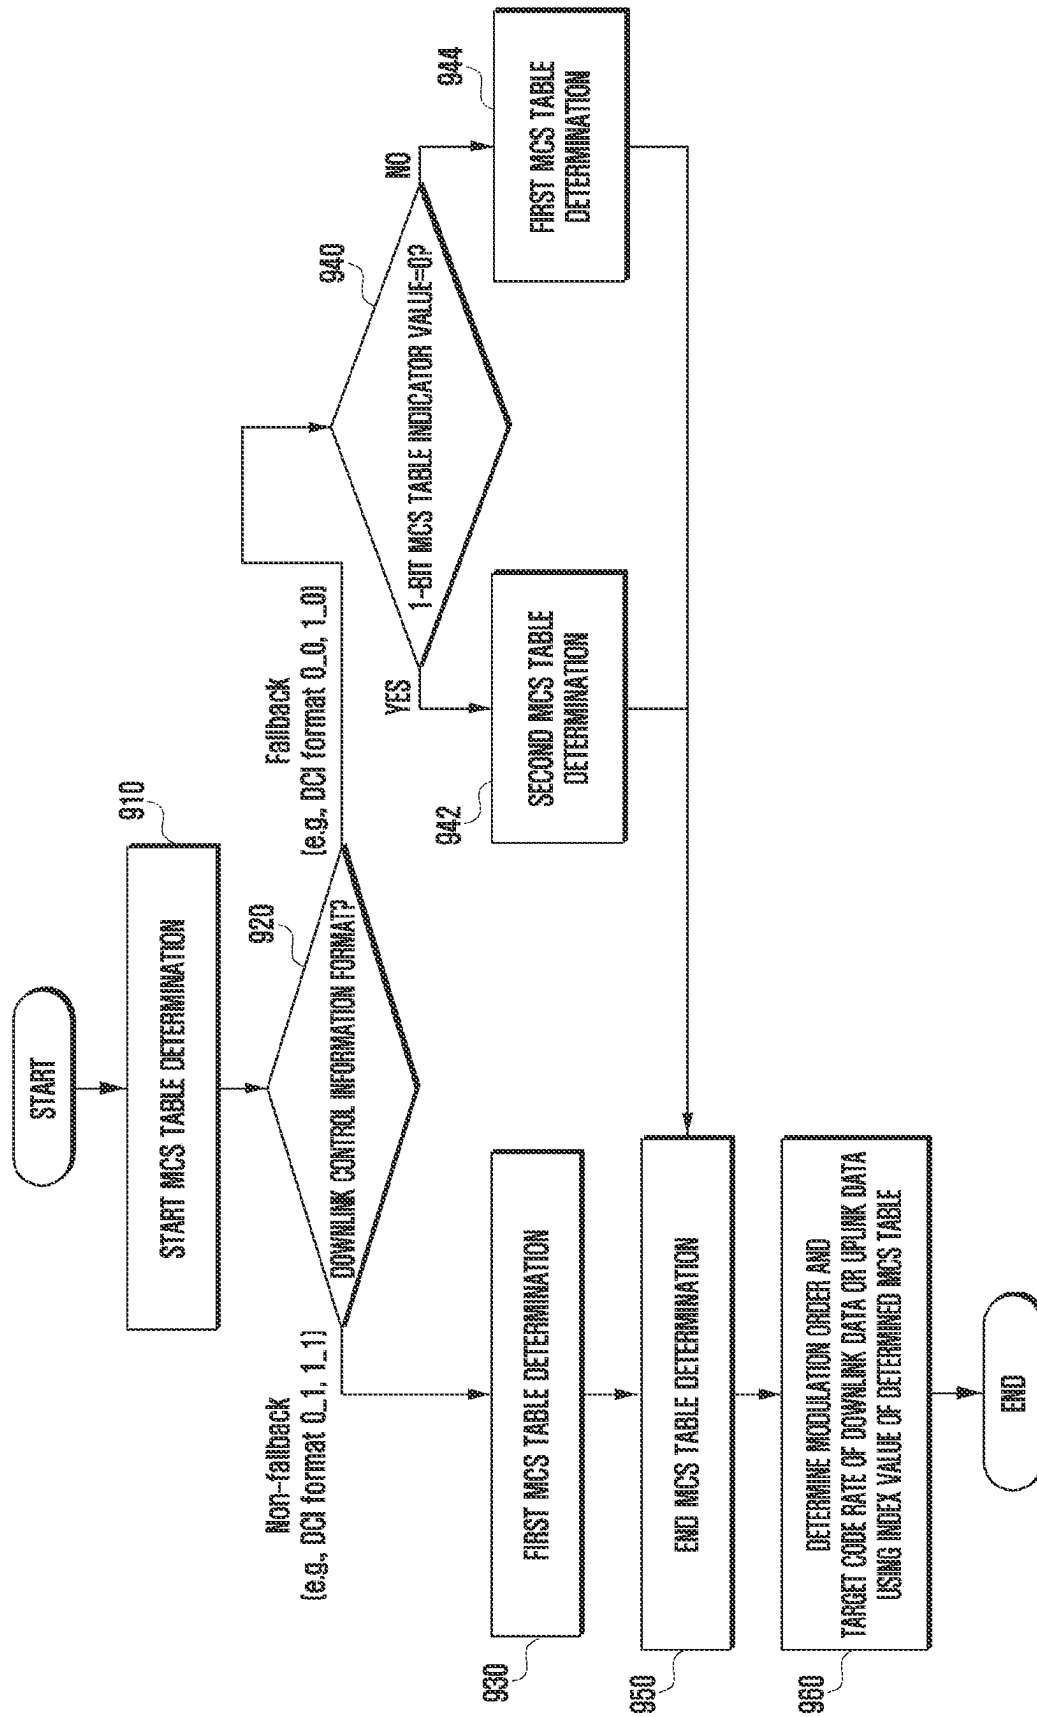 START
910
START MCS TABLE DETERMINATION
920
DOWNLINK CONTROL INFORMATION FORMAT?
Non-fallback
(e.g., DCI format 0_1, 1_1)
Fallback
(e.g., DCI format 0_0, 1_0)
930
FIRST MCS TABLE DETERMINATION
940
1-BIT MCS TABLE INDICATOR VALUE=0?
YES
NO
942
SECOND MCS TABLE
DETERMINATION
944
FIRST MCS TABLE
DETERMINATION
950
END MCS TABLE DETERMINATION
960
DETERMINE MODULATION ORDER AND
TARGET CODE RATE OF DOWNLINK DATA OR UPLINK DATA
USING INDEX VALUE OF DETERMINED MCS TABLE
END